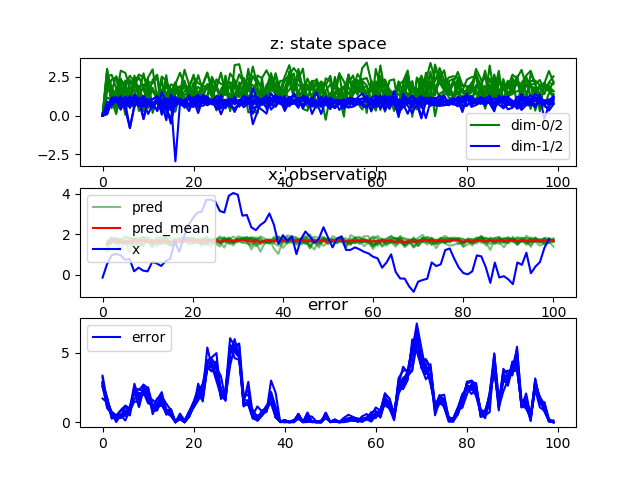 z: state space
2.5
0.0
−2.5
dim-0/2
dim-1/2
0 20 40 60 80 100
x: observation
4
2
0
pred
pred_mean
x
0 20 40 60 80 100
error
5
0
error
0 20 40 60 80 100